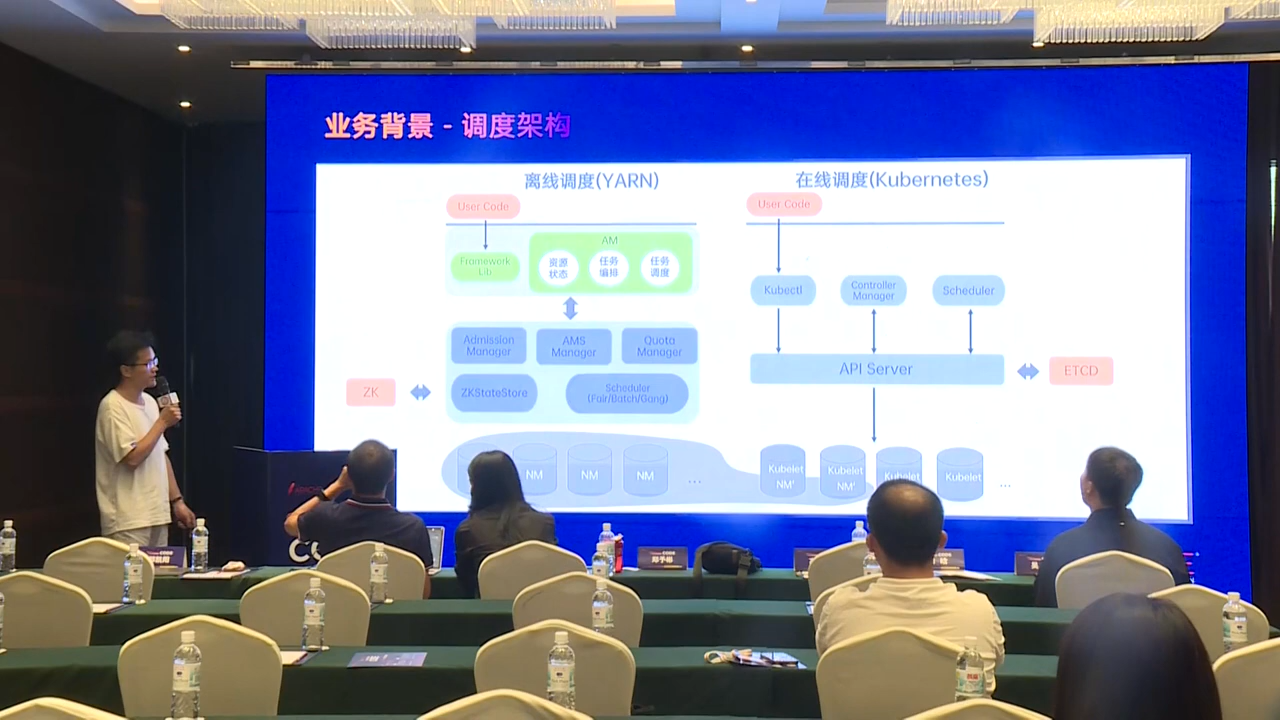 业务背景 - 调度架构
离线调度(YARN)
User Code
Framework
Lib
AM
资源
状态
任务
编排
任务
调度
Admission
Manager
AMS
Manager
Quota
Manager
ZKStateStore
Scheduler
(Fair/Batch/Gang)
ZK
NM
NM
NM
...
在线调度(Kubernetes)
User Code
Kubectl
Controller
Manager
Scheduler
API Server
ETCD
Kubelet
NM'
Kubelet
NM'
Kubelet
Kubelet
...